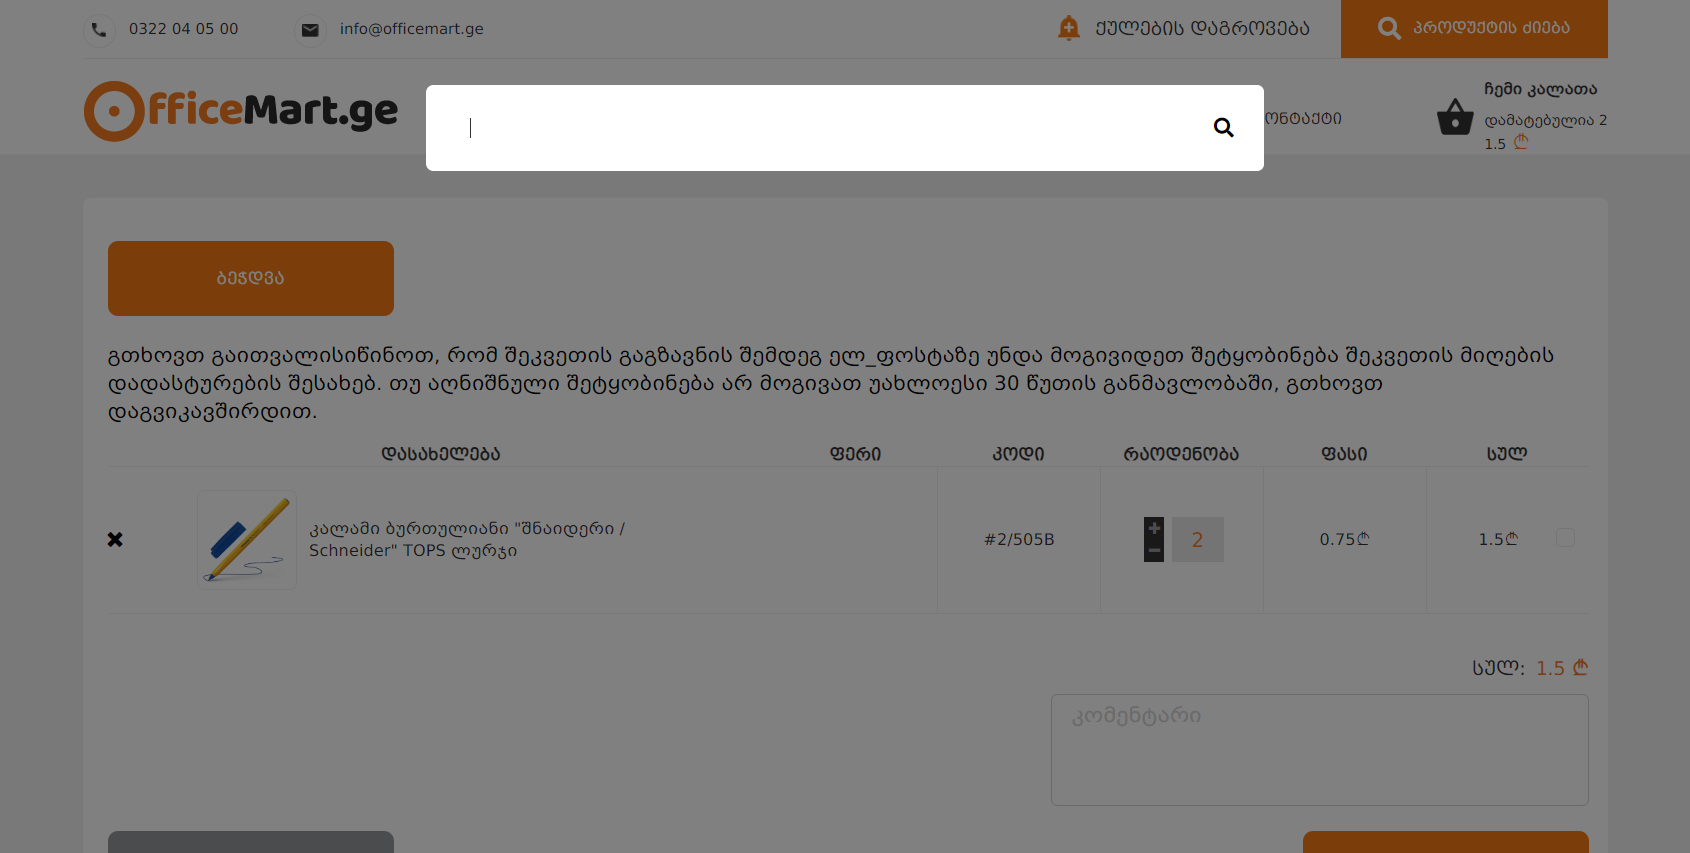 0322 04 05 00
info@officemart.ge
ქულების დაგროვება
პროდუქტის ძიება
OfficeMart.ge
ონტაქტი
ჩემი კალათა
დამატებულია 2
1.5 ₾
ბეჭდვა
გთხოვთ გაითვალისიწინოთ, რომ შეკვეთის გაგზავნის შემდეგ ელ_ფოსტაზე უნდა მოგივიდეთ შეტყობინება შეკვეთის მიღების
დადასტურების შესახებ. თუ აღნიშნული შეტყობინება არ მოგივათ უახლოესი 30 წუთის განმავლობაში, გთხოვთ
დაგვიკავშირდით.
დასახელება ფერი კოდი რაოდენობა ფასი სულ
კალამი ბურთულიანი "შნაიდერი /
Schneider" TOPS ლურჯი
#2/505B
2
0.75₾
1.5₾
სულ: 1.5 ₾
კომენტარი